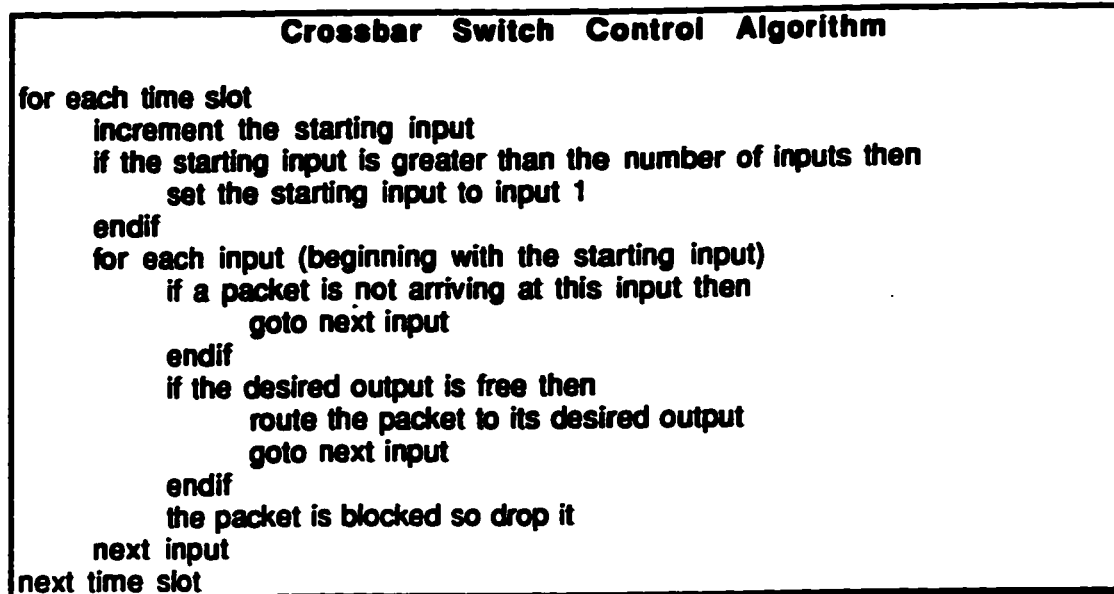 Crossbar Switch Control Algorithm
for each time slot
increment the starting input
if the starting input is greater than the number of inputs then
set the starting input to input 1
endif
for each input (beginning with the starting input)
if a packet is not arriving at this input then
goto next input
endif
if the desired output is free then
route the packet to its desired output
goto next input
endif
the packet is blocked so drop it
next input
next time slot